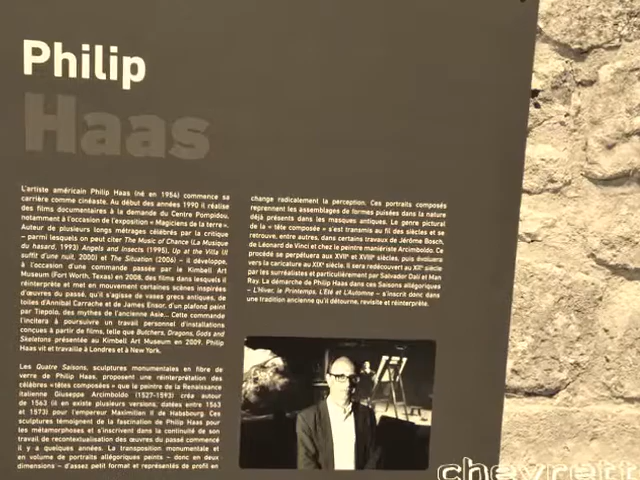 Philip
Haas
L'artiste américain Philip Haas (né en 1954) commence sa
carrière comme cinéaste. Au début des années 1990 il réalise
des films documentaires à la demande du Centre Pompidou,
notamment à l'occasion de l'exposition « Magiciens de la terre ».
Auteur de plusieurs longs métrages célébrés par la critique
– parmi lesquels on peut citer The Music of Chance (La Musique
du hasard, 1993) Angels and Insects (1995), Up at the Villa (Il
suffit d'une nuit, 2000) et The Situation (2006) – il développe
à l'occasion d'une commande passée par le Kimbell Art
Museum (Fort Worth, Texas) en 2008, des films dans lesquels il
réinterprète et met en mouvement certaines scènes inspirées
d'œuvres du passé, qu'il s'agisse de vases grecs antiques, de
toiles d'Annibal Carrache et de James Ensor, d'un plafond peint
par Tiepolo, des mythes de l'ancienne Asie... Cette commande
l'incitera à poursuivre un travail personnel d'installations
conçues à partir de films, telle que Butchers, Dragons, Gods and
Skeletons présentée au Kimbell Art Museum en 2009. Philip
Haas vit et travaille à Londres et à New York.
Les Quatre Saisons, sculptures monumentales en fibre de
verre de Philip Haas, proposent une réinterprétation des
célèbres « têtes composées » que le peintre de la Renaissance
italienne Giuseppe Arcimboldo (1527-1593) créa autour
de 1563 (il en existe plusieurs versions, datées entre 1563
et 1573) pour l'empereur Maximilien II de Habsbourg. Ces
sculptures témoignent de la fascination de Philip Haas pour
les métamorphoses et s'inscrivent dans la continuité de son
travail de recontextualisation des œuvres du passé commencé
il y a quelques années. La transposition monumentale et
en volume de portraits allégoriques peints – donc en deux
dimensions – d'assez petit format et représentés de profil en
change radicalement la perception. Ces portraits composés
reprennent les assemblages de formes puisées dans la nature
déjà présents dans les masques antiques. Ce genre pictural
de la « tête composée » s'est transmis au fil des siècles et se
retrouve, entre autres, dans certains travaux de Jérôme Bosch,
de Léonard de Vinci et chez le peintre maniériste Arcimboldo. Ce
procédé se perpétuera aux XVIIe et XVIIIe siècles, puis évoluera
vers la caricature au XIXe siècle. Il sera redécouvert au XXe siècle
par les surréalistes et particulièrement par Salvador Dalí et Man
Ray. La démarche de Philip Haas dans ces Saisons allégoriques
– L'Hiver, le Printemps, L'Été et L'Automne – s'inscrit donc dans
une tradition ancienne qu'il détourne, revisite et réinterprète.
chevrette